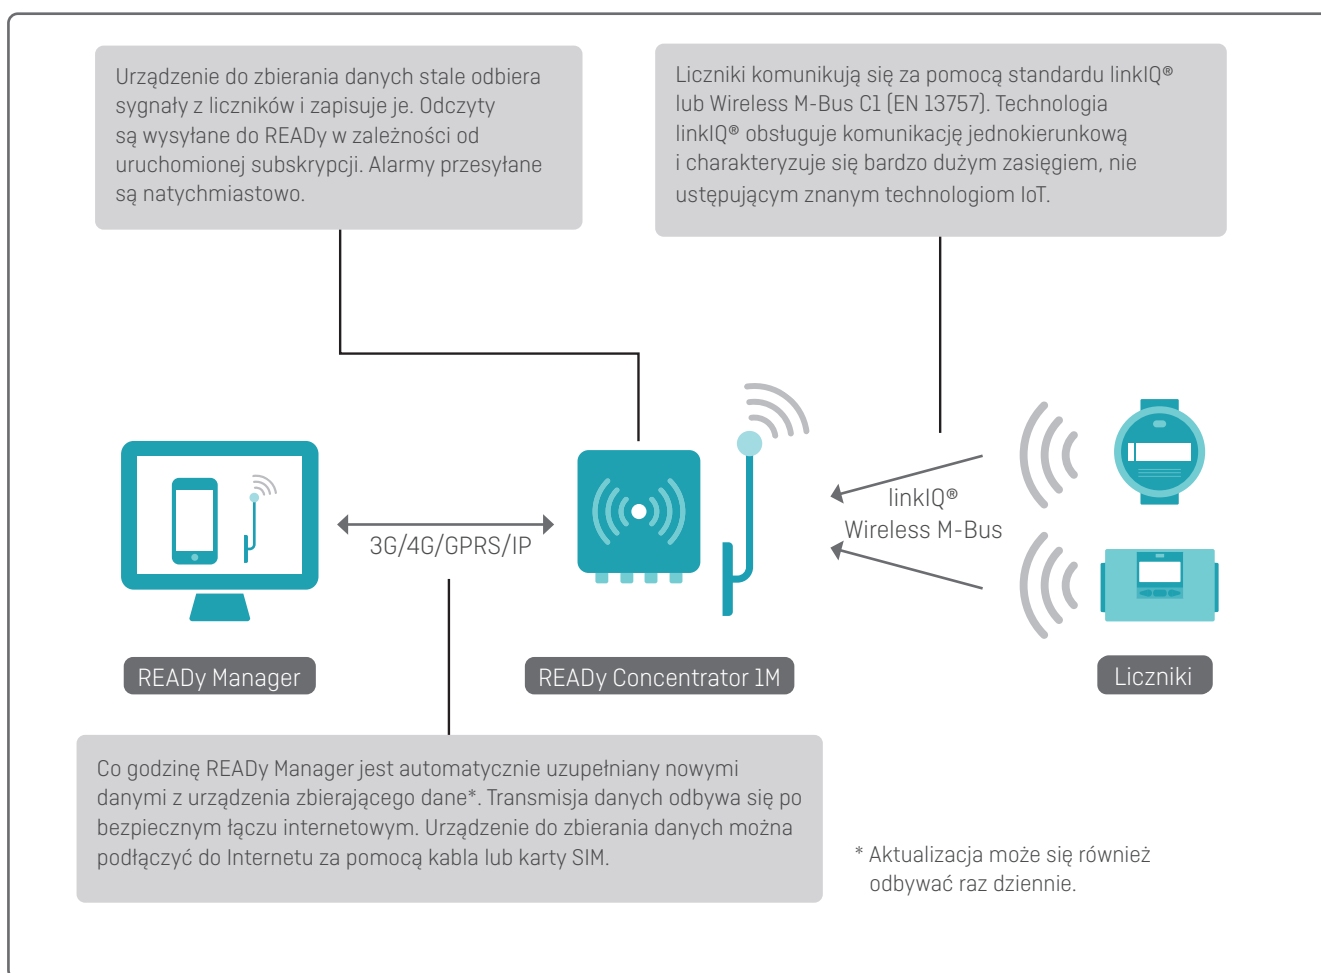 Urządzenie do zbierania danych stale odbiera
sygnały z liczników i zapisuje je. Odczyty
są wysyłane do READy w zależności od
uruchomionej subskrypcji. Alarmy przesyłane
są natychmiastowo.
Liczniki komunikują się za pomocą standardu linkIQ®
lub Wireless M-Bus C1 (EN 13757). Technologia
linkIQ® obsługuje komunikację jednokierunkową
i charakteryzuje się bardzo dużym zasięgiem, nie
ustępującym znanym technologiom IoT.
3G/4G/GPRS/IP
linkIQ®
Wireless M-Bus
READy Manager
READy Concentrator 1M
Liczniki
Co godzinę READy Manager jest automatycznie uzupełniany nowymi
danymi z urządzenia zbierającego dane*. Transmisja danych odbywa się po
bezpiecznym łączu internetowym. Urządzenie do zbierania danych można
podłączyć do Internetu za pomocą kabla lub karty SIM.
* Aktualizacja może się również
odbywać raz dziennie.